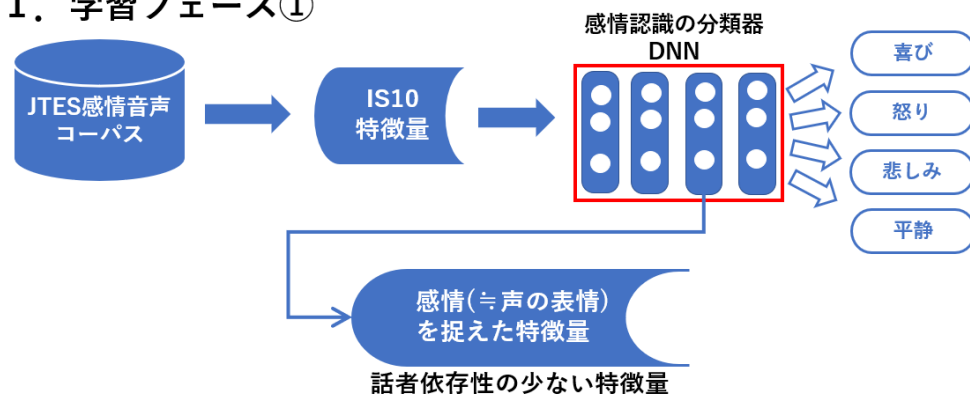 1. 学習フェーズ①
感情認識の分類器
DNN
JTES感情音声
コーパス
IS10
特徴量
喜び
怒り
悲しみ
平静
感情(≒声の表情)
を捉えた特徴量
話者依存性の少ない特徴量